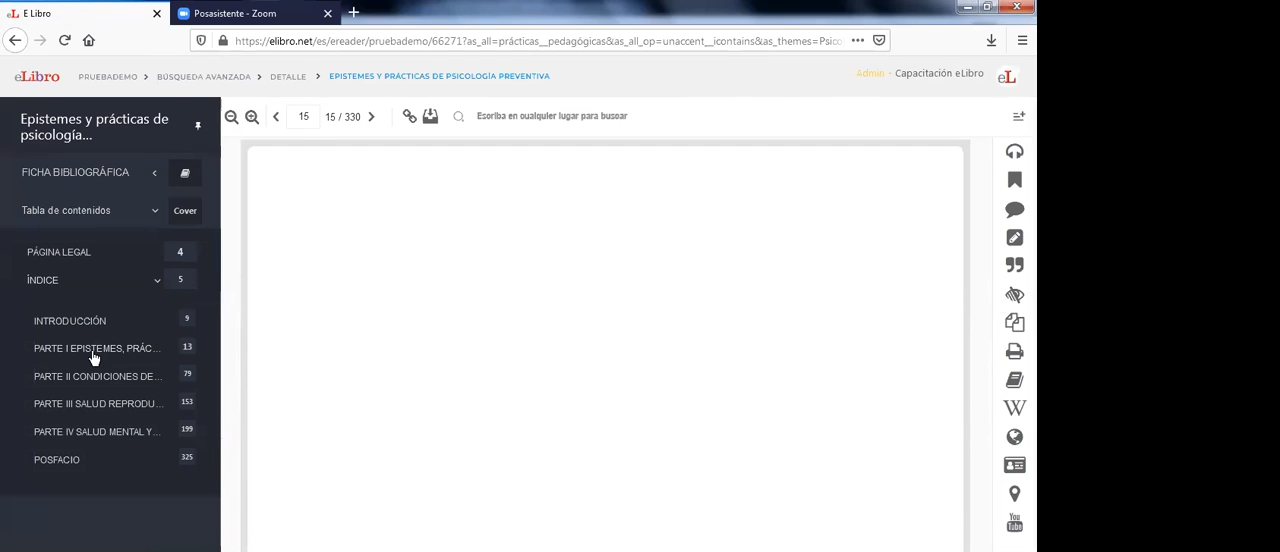 E Libro
Posasistente - Zoom
https://elibro.net/es/ereader/pruebademo/66271?as_all=prácticas__pedagógicas&as_all_op=unaccent__icontains&as_themes=Psico
eLibro PRUEBADEMO BÚSQUEDA AVANZADA DETALLE EPISTEMES Y PRÁCTICAS DE PSICOLOGÍA PREVENTIVA Admin Capacitación eLibro eL
Epistemes y prácticas de psicología...
15 15 / 330 Escriba en cualquier lugar para buscar
FICHA BIBLIOGRÁFICA
Tabla de contenidos Cover
PÁGINA LEGAL 4
ÍNDICE 5
INTRODUCCIÓN 9
PARTE I EPISTEMES, PRÁC... 13
PARTE II CONDICIONES DE... 79
PARTE III SALUD REPRODU... 153
PARTE IV SALUD MENTAL Y... 199
POSFACIO 325
W
You
Tube